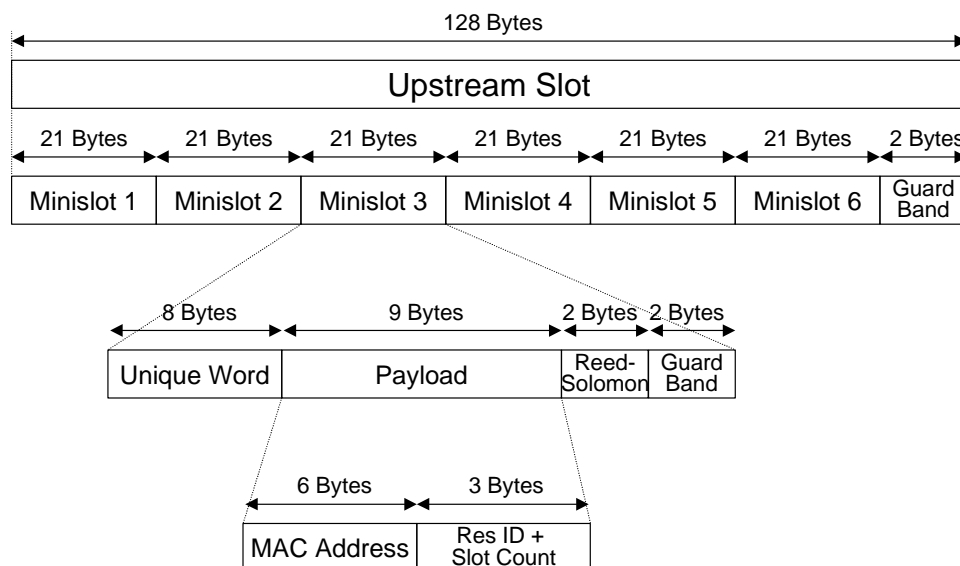 128 Bytes
Upstream Slot
21 Bytes 21 Bytes 21 Bytes 21 Bytes 21 Bytes 21 Bytes 2 Bytes
Minislot 1 Minislot 2 Minislot 3 Minislot 4 Minislot 5 Minislot 6 Guard Band
8 Bytes 9 Bytes 2 Bytes 2 Bytes
Unique Word Payload Reed-Solomon Guard Band
6 Bytes 3 Bytes
MAC Address Res ID + Slot Count